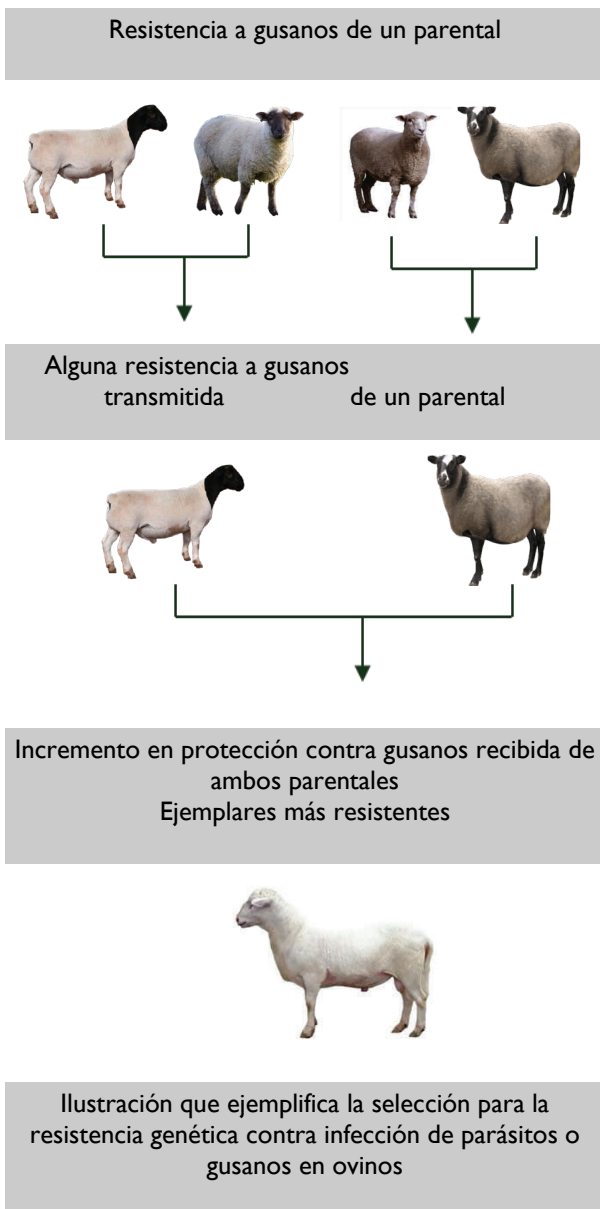 Resistencia a gusanos de un parental
Alguna resistencia a gusanos
transmitida de un parental
Incremento en protección contra gusanos recibida de
ambos parentales
Ejemplares más resistentes
Ilustración que ejemplifica la selección para la
resistencia genética contra infección de parásitos o
gusanos en ovinos